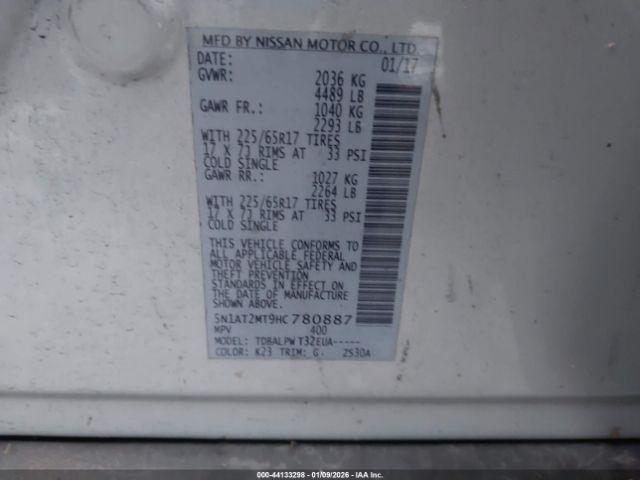 MFD BY NISSAN MOTOR CO., LTD.
DATE: 01/17
GVWR: 2036 KG
4489 LB
GAWR FR.: 1040 KG
2293 LB
WITH 225/65R17 TIRES
17 X 7J RIMS AT 33 PSI
COLD SINGLE
GAWR RR.: 1027 KG
2264 LB
WITH 225/65R17 TIRES
17 X 7J RIMS AT 33 PSI
COLD SINGLE
THIS VEHICLE CONFORMS TO
ALL APPLICABLE FEDERAL
MOTOR VEHICLE SAFETY AND
THEFT PREVENTION
STANDARDS IN EFFECT ON
THE DATE OF MANUFACTURE
SHOWN ABOVE.
5N1AT2MT9HC780887
MPV 400
MODEL: TDBALPWT32EUA-----
COLOR: K23 TRIM: G. ZS30A
000-44133298 - 01/09/2026 - IAA Inc.